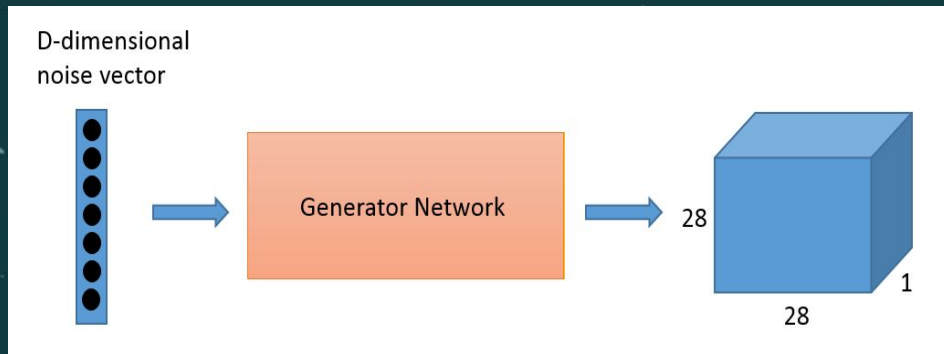 D-dimensional
noise vector
Generator Network
28
1
28